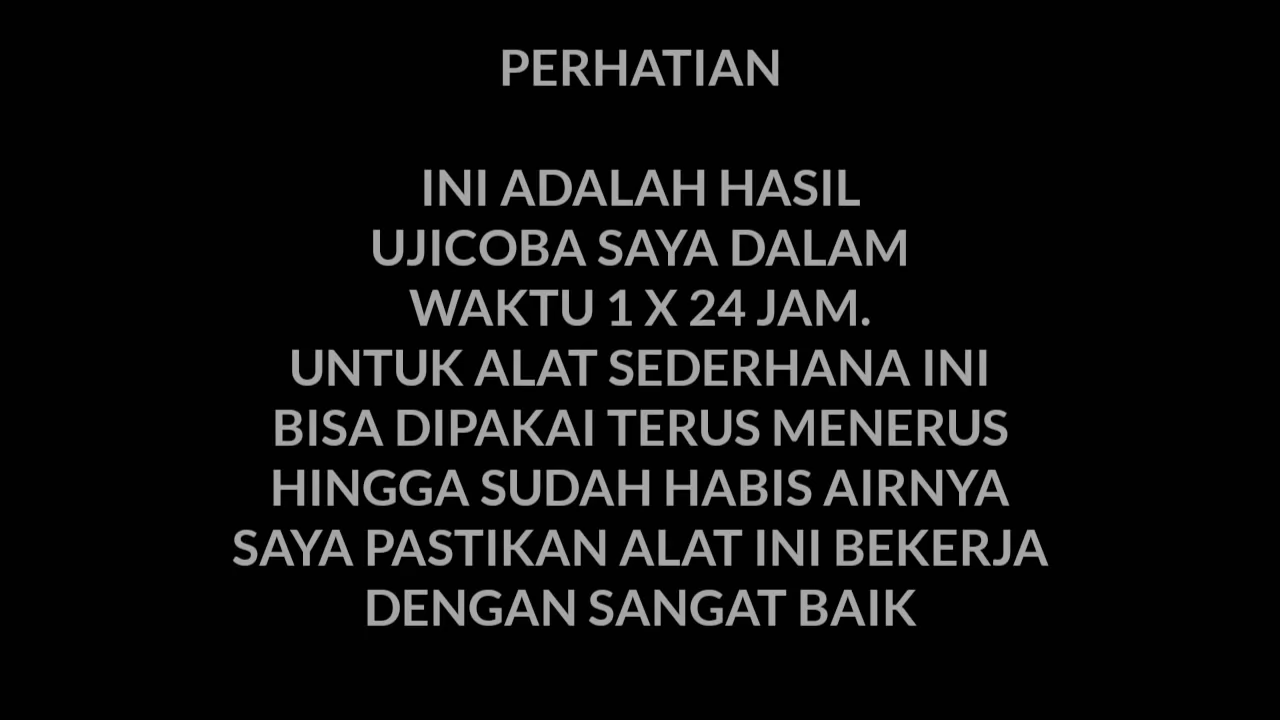 PERHATIAN
INI ADALAH HASIL
UJICOBA SAYA DALAM
WAKTU 1 X 24 JAM.
UNTUK ALAT SEDERHANA INI
BISA DIPAKAI TERUS MENERUS
HINGGA SUDAH HABIS AIRNYA
SAYA PASTIKAN ALAT INI BEKERJA
DENGAN SANGAT BAIK